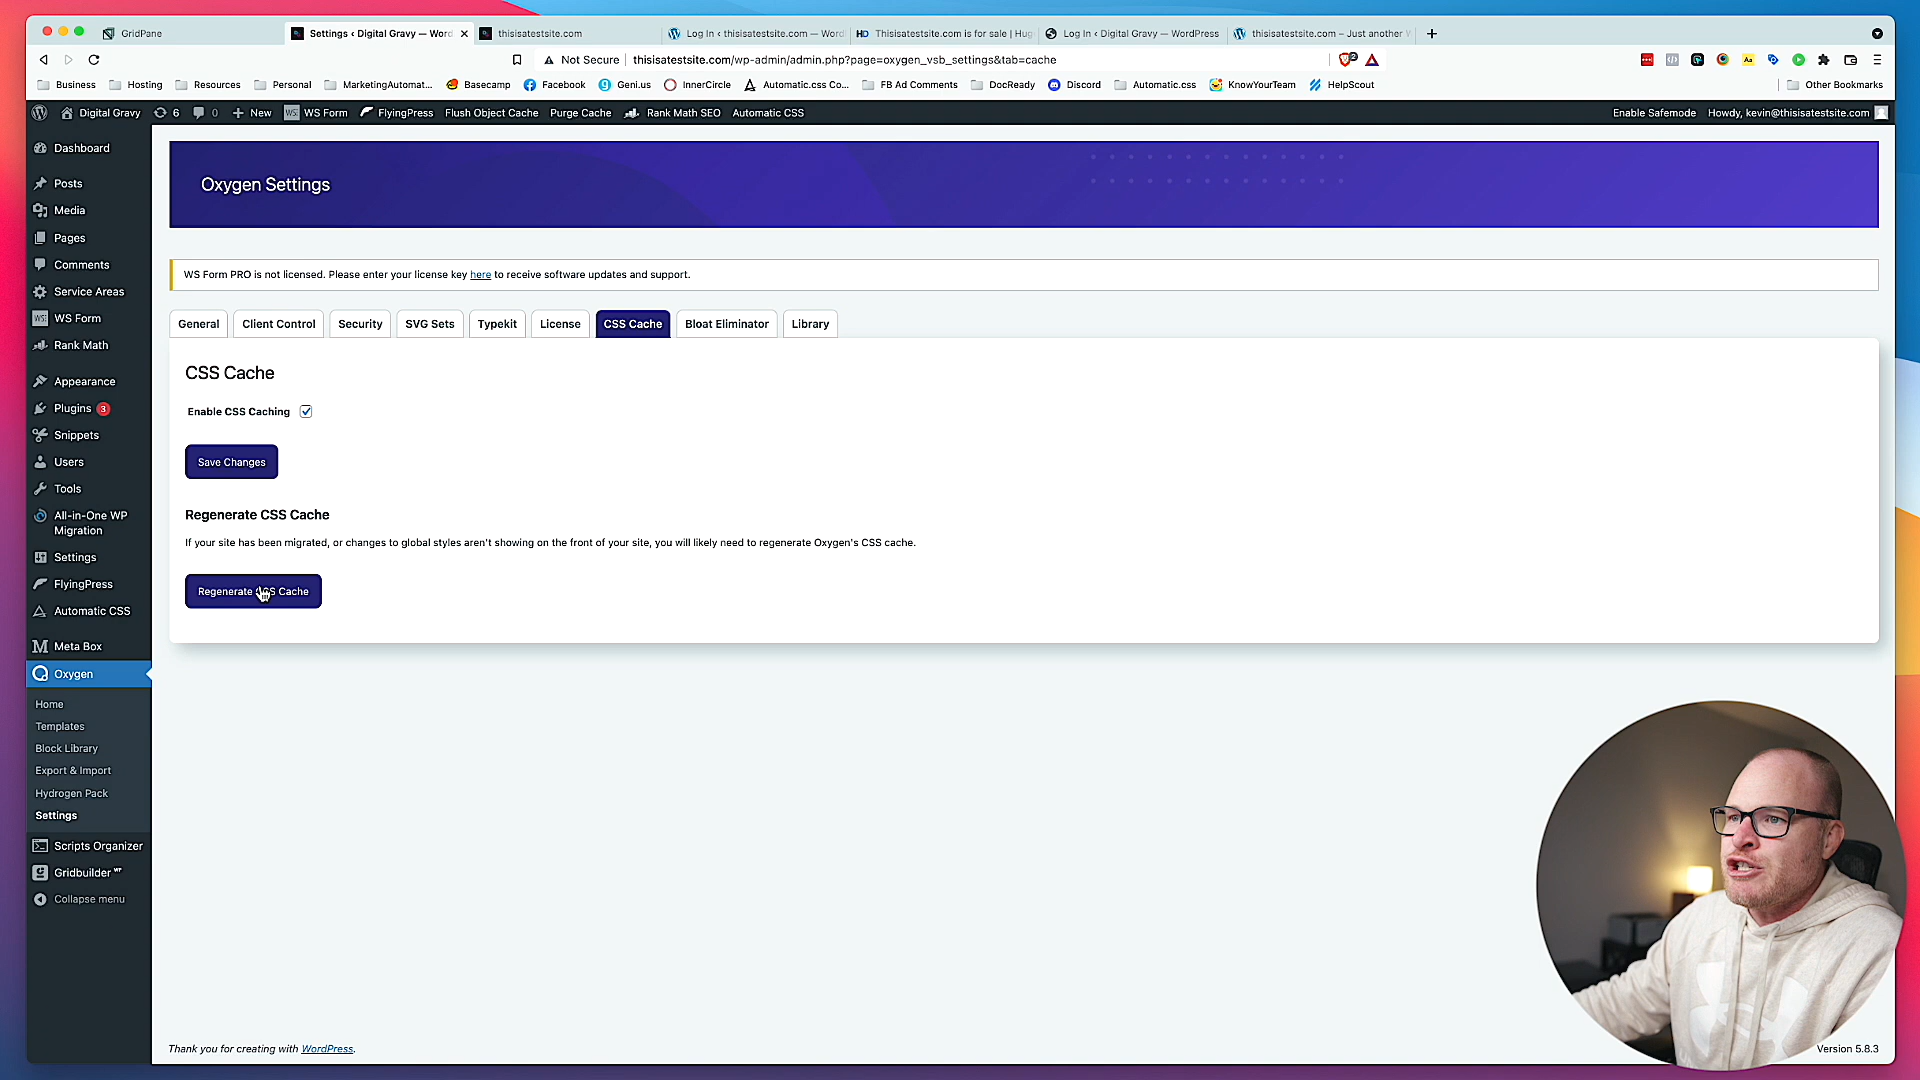 GridPane
Settings ‹ Digital Gravy — Word
thisisatestsite.com
Log In ‹ thisisatestsite.com — Word
Thisisatestsite.com is for sale | Hug
Log In ‹ Digital Gravy — WordPress
thisisatestsite.com – Just another W
Not Secure
thisisatestsite.com/wp-admin/admin.php?page=oxygen_vsb_settings&tab=cache
Business
Hosting
Resources
Personal
MarketingAutomat...
Basecamp
Facebook
Geni.us
InnerCircle
Automatic.css Co...
FB Ad Comments
DocReady
Discord
Automatic.css
KnowYourTeam
HelpScout
Other Bookmarks
Digital Gravy
6
0
New
WS Form
FlyingPress
Flush Object Cache
Purge Cache
Rank Math SEO
Automatic CSS
Enable Safemode
Howdy, kevin@thisisatestsite.com
Dashboard
Posts
Media
Pages
Comments
Service Areas
WS Form
Rank Math
Appearance
Plugins 3
Snippets
Users
Tools
All-in-One WP
Migration
Settings
FlyingPress
Automatic CSS
Meta Box
Oxygen
Home
Templates
Block Library
Export & Import
Hydrogen Pack
Settings
Scripts Organizer
Gridbuilder WP
Collapse menu
Oxygen Settings
WS Form PRO is not licensed. Please enter your license key here to receive software updates and support.
General
Client Control
Security
SVG Sets
Typekit
License
CSS Cache
Bloat Eliminator
Library
CSS Cache
Enable CSS Caching
Save Changes
Regenerate CSS Cache
If your site has been migrated, or changes to global styles aren't showing on the front of your site, you will likely need to regenerate Oxygen's CSS cache.
Regenerate CSS Cache
Thank you for creating with WordPress.
Version 5.8.3